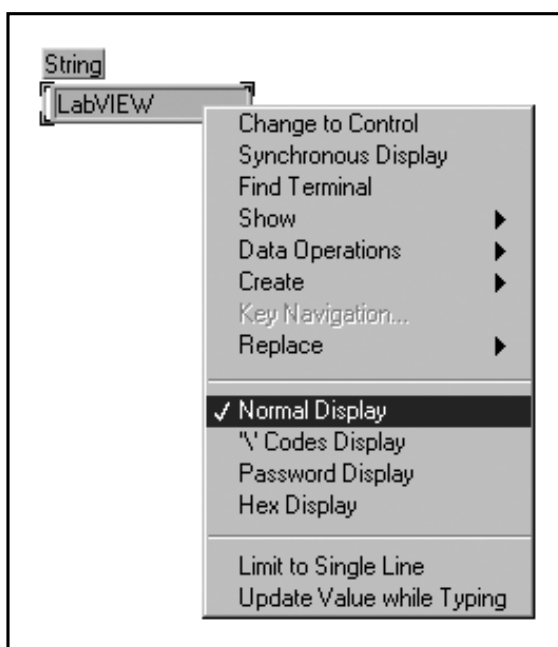 String
LabVIEW
Change to Control
Synchronous Display
Find Terminal
Show
Data Operations
Create
Key Navigation...
Replace
Normal Display
'\' Codes Display
Password Display
Hex Display
Limit to Single Line
Update Value while Typing